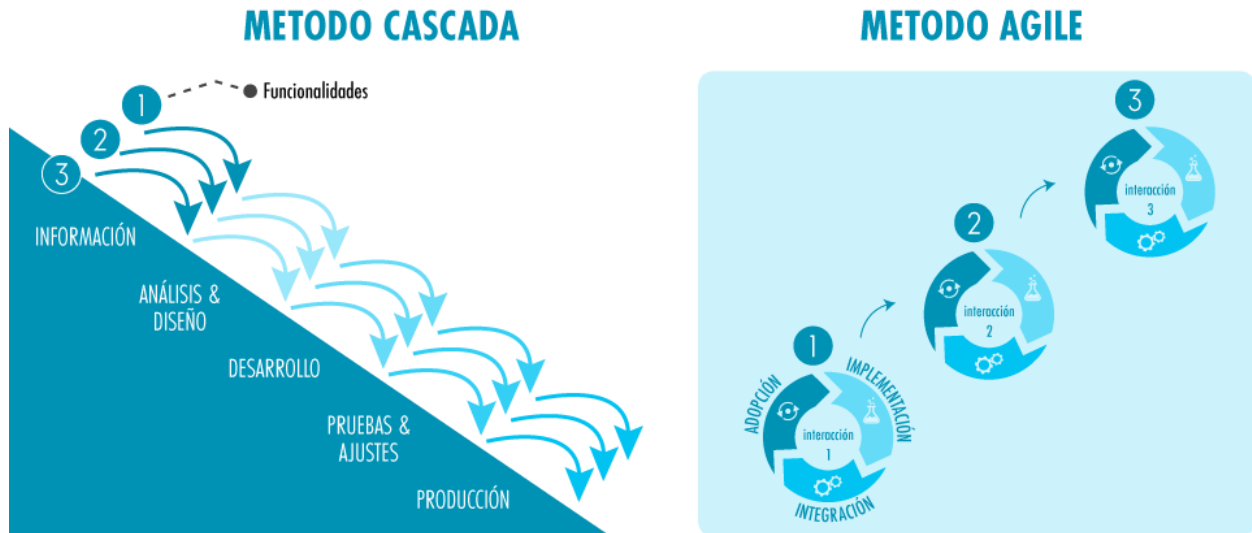 METODO CASCADA
1
Funcionalidades
2
3
INFORMACIÓN
ANÁLISIS &
DISEÑO
DESARROLLO
PRUEBAS &
AJUSTES
PRODUCCIÓN
METODO AGILE
3
interacción
3
2
interacción
2
1
ADOPCIÓN
IMPLEMENTACIÓN
interacción
1
INTEGRACIÓN